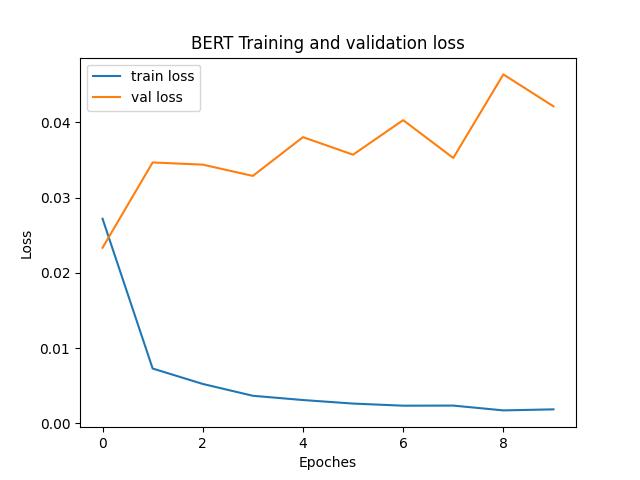 BERT Training and validation loss
train loss
val loss
0.04
0.03
0.02
0.01
0.00
Loss
0 2 4 6 8
Epoches